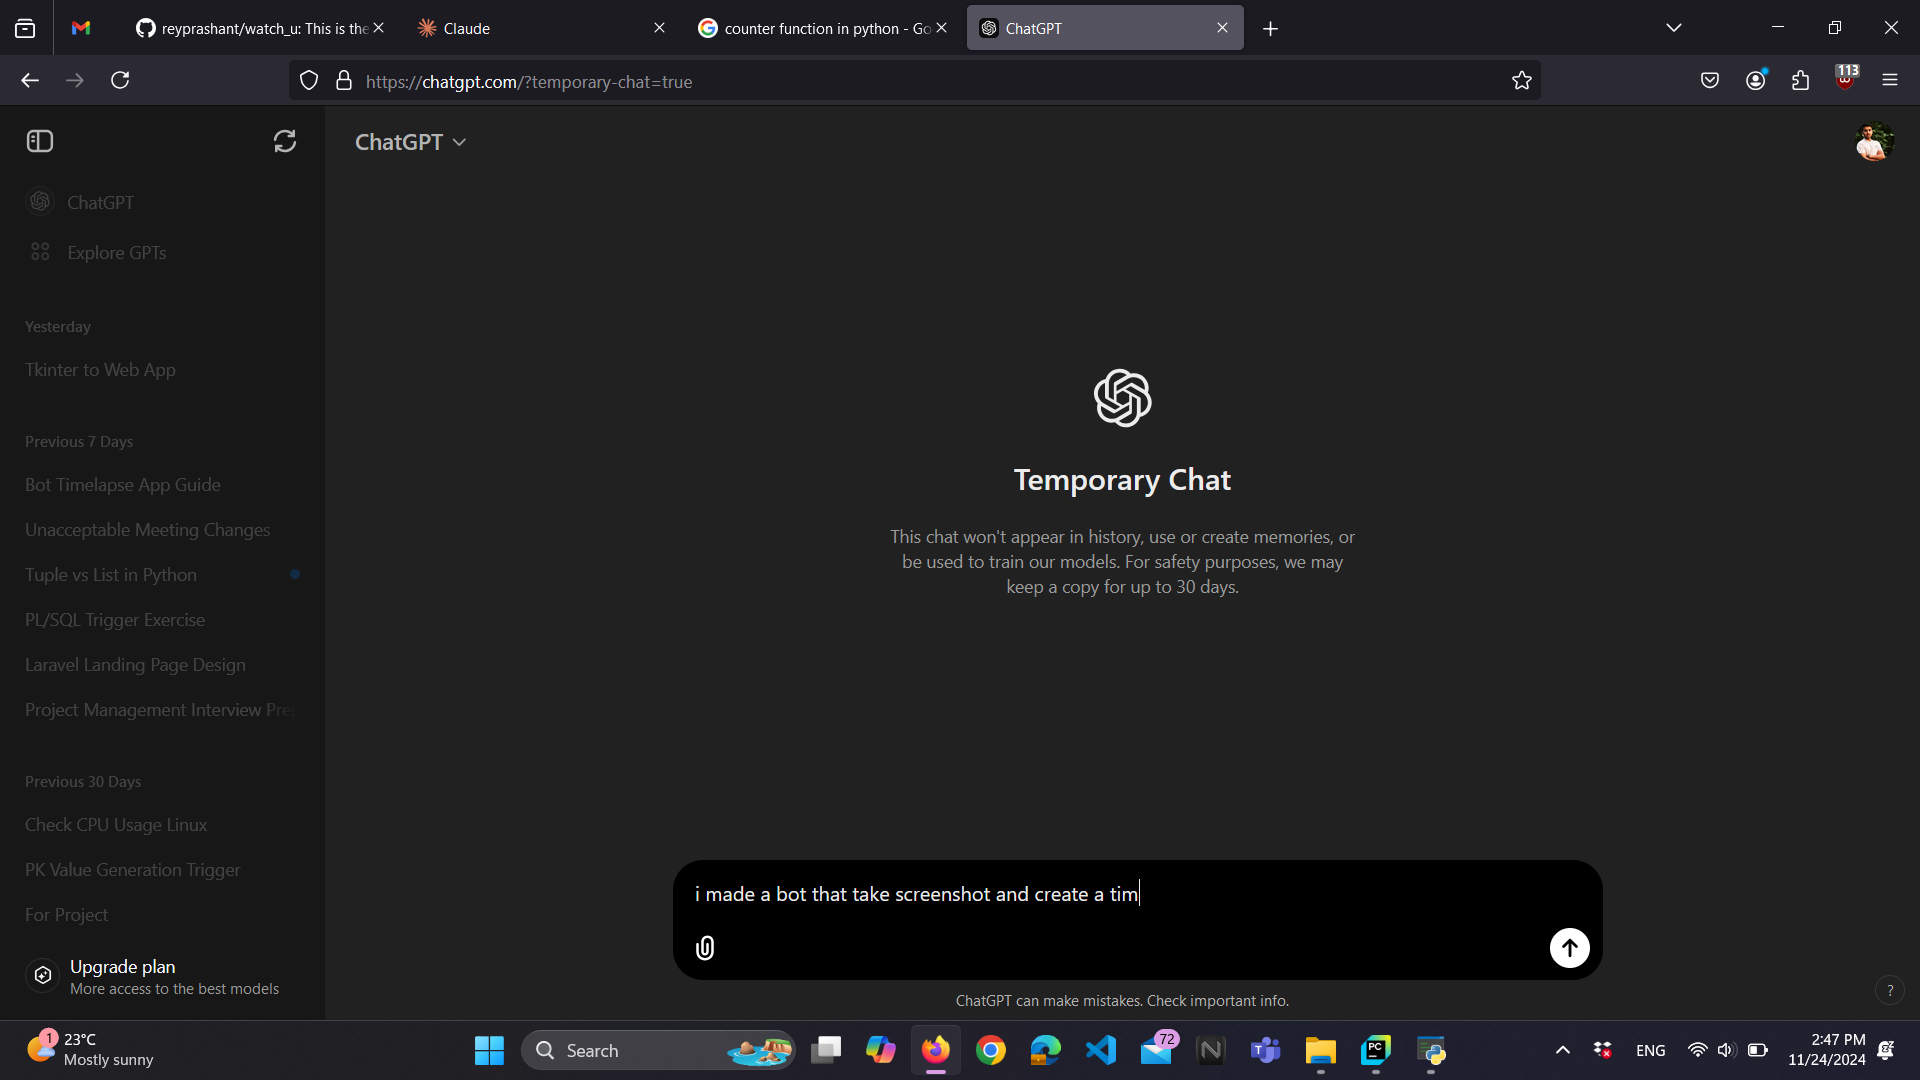 reyprashant/watch_u: This is the
Claude
counter function in python - Go
ChatGPT
https://chatgpt.com/?temporary-chat=true
113
ChatGPT
ChatGPT
Explore GPTs
Yesterday
Tkinter to Web App
Previous 7 Days
Bot Timelapse App Guide
Unacceptable Meeting Changes
Tuple vs List in Python
PL/SQL Trigger Exercise
Laravel Landing Page Design
Project Management Interview Prep
Previous 30 Days
Check CPU Usage Linux
PK Value Generation Trigger
For Project
Upgrade plan
More access to the best models
Temporary Chat
This chat won't appear in history, use or create memories, or
be used to train our models. For safety purposes, we may
keep a copy for up to 30 days.
i made a bot that take screenshot and create a tim
ChatGPT can make mistakes. Check important info.
?
1
23°C
Mostly sunny
Search
72
PC
ENG
2:47 PM
11/24/2024